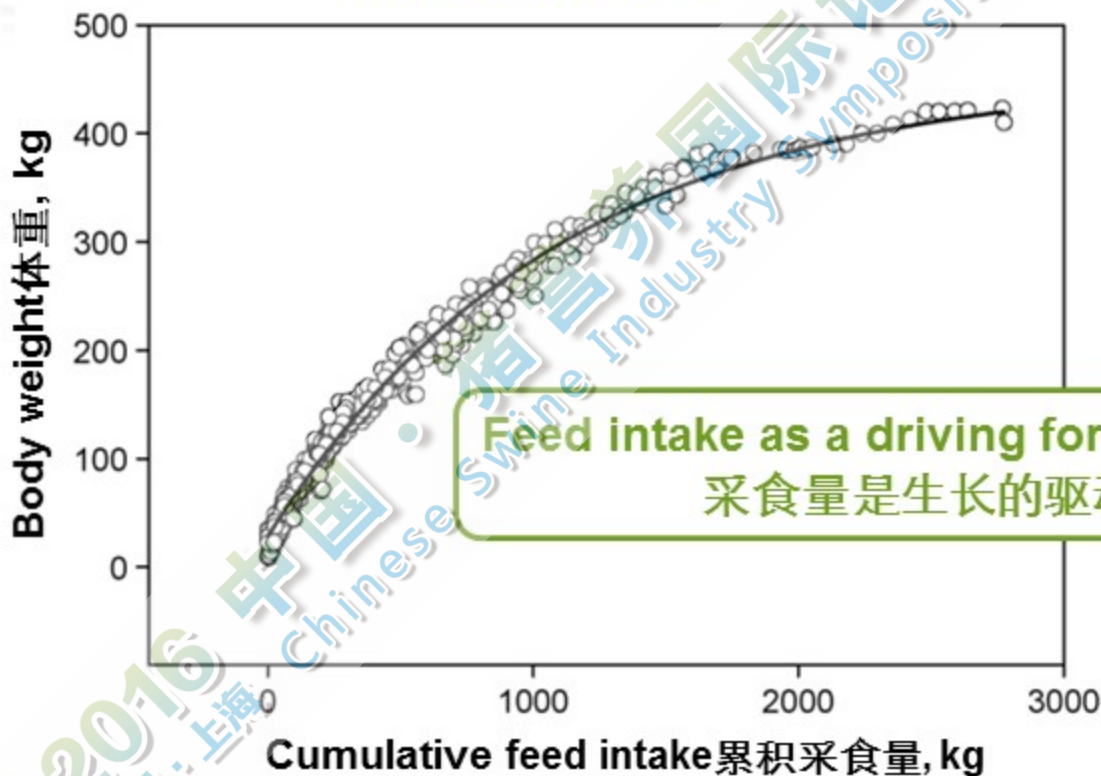 500
400
300
200
100
0
Body weight体重, kg
Feed intake as a driving for
采食量是生长的驱动
0 1000 2000 3000
Cumulative feed intake累积采食量, kg
2016 中国·猪营养国际论
上海
Chinese Swine Industry Symposi